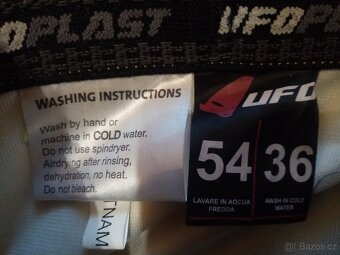 UFOPLAST
UFOPL
WASHING INSTRUCTIONS
Wash by hand or
machine in COLD water.
Do not use spindryer.
Airdrying after rinsing,
dehydration, no heat.
Do not bleach.
TNAM
UFO
54 36
LAVARE IN ACQUA
FREDDA
WASH IN COLD
WATER
Bazos.cz